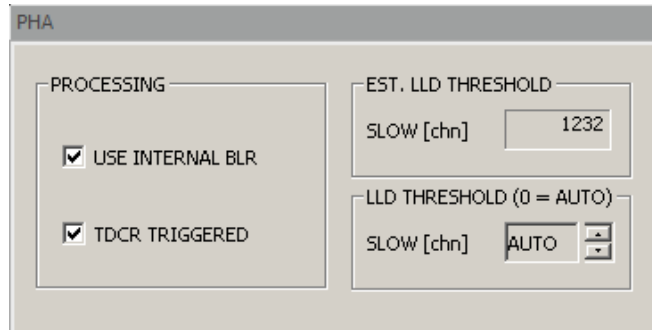 PHA
PROCESSING
USE INTERNAL BLR
TDCR TRIGGERED
EST. LLD THRESHOLD
SLOW [chn] 1232
LLD THRESHOLD (0 = AUTO)
SLOW [chn] AUTO